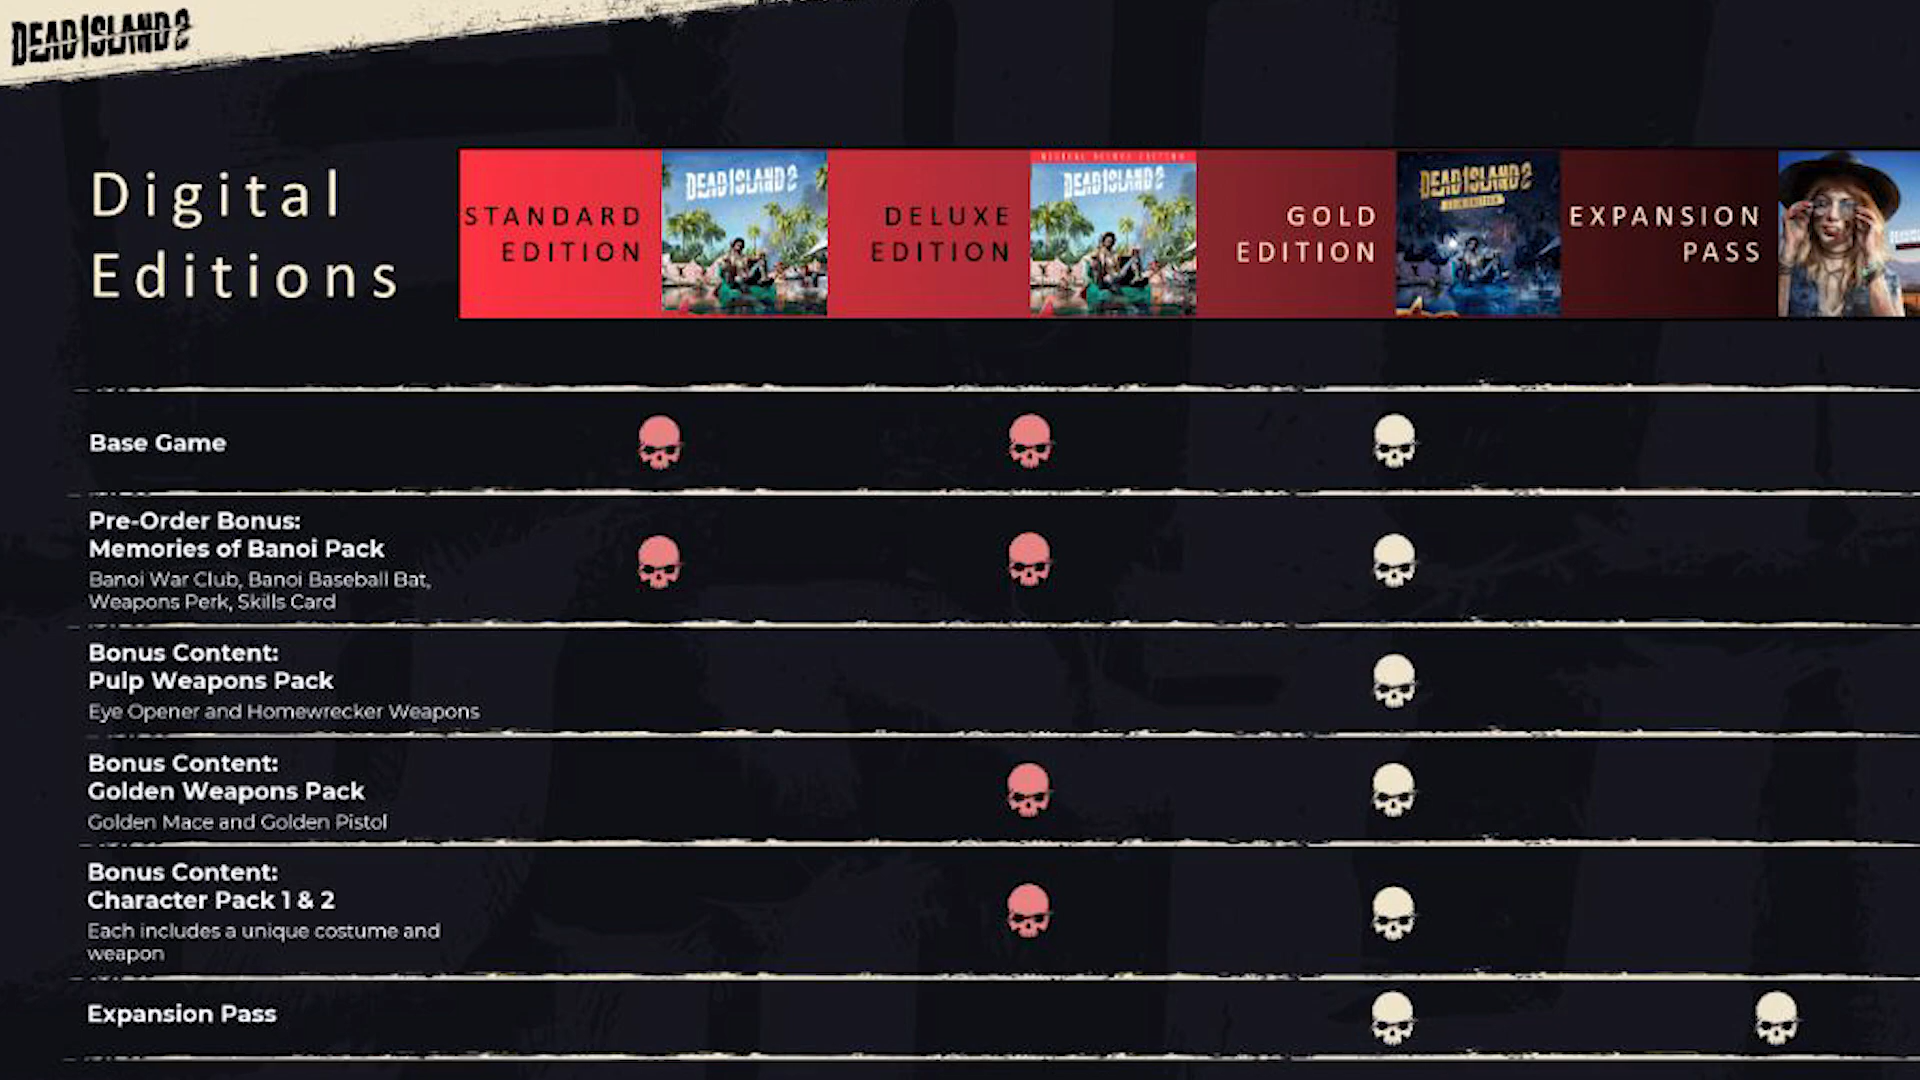 DEAD ISLAND 2
Digital
Editions
STANDARD
EDITION
DEAD ISLAND 2
DELUXE
EDITION
DIGITAL DELUXE EDITION
DEAD ISLAND 2
GOLD
EDITION
DEAD ISLAND 2
EXPANSION
PASS
Base Game
Pre-Order Bonus:
Memories of Banoi Pack
Banoi War Club, Banoi Baseball Bat,
Weapons Perk, Skills Card
Bonus Content:
Pulp Weapons Pack
Eye Opener and Homewrecker Weapons
Bonus Content:
Golden Weapons Pack
Golden Mace and Golden Pistol
Bonus Content:
Character Pack 1 & 2
Each includes a unique costume and
weapon
Expansion Pass